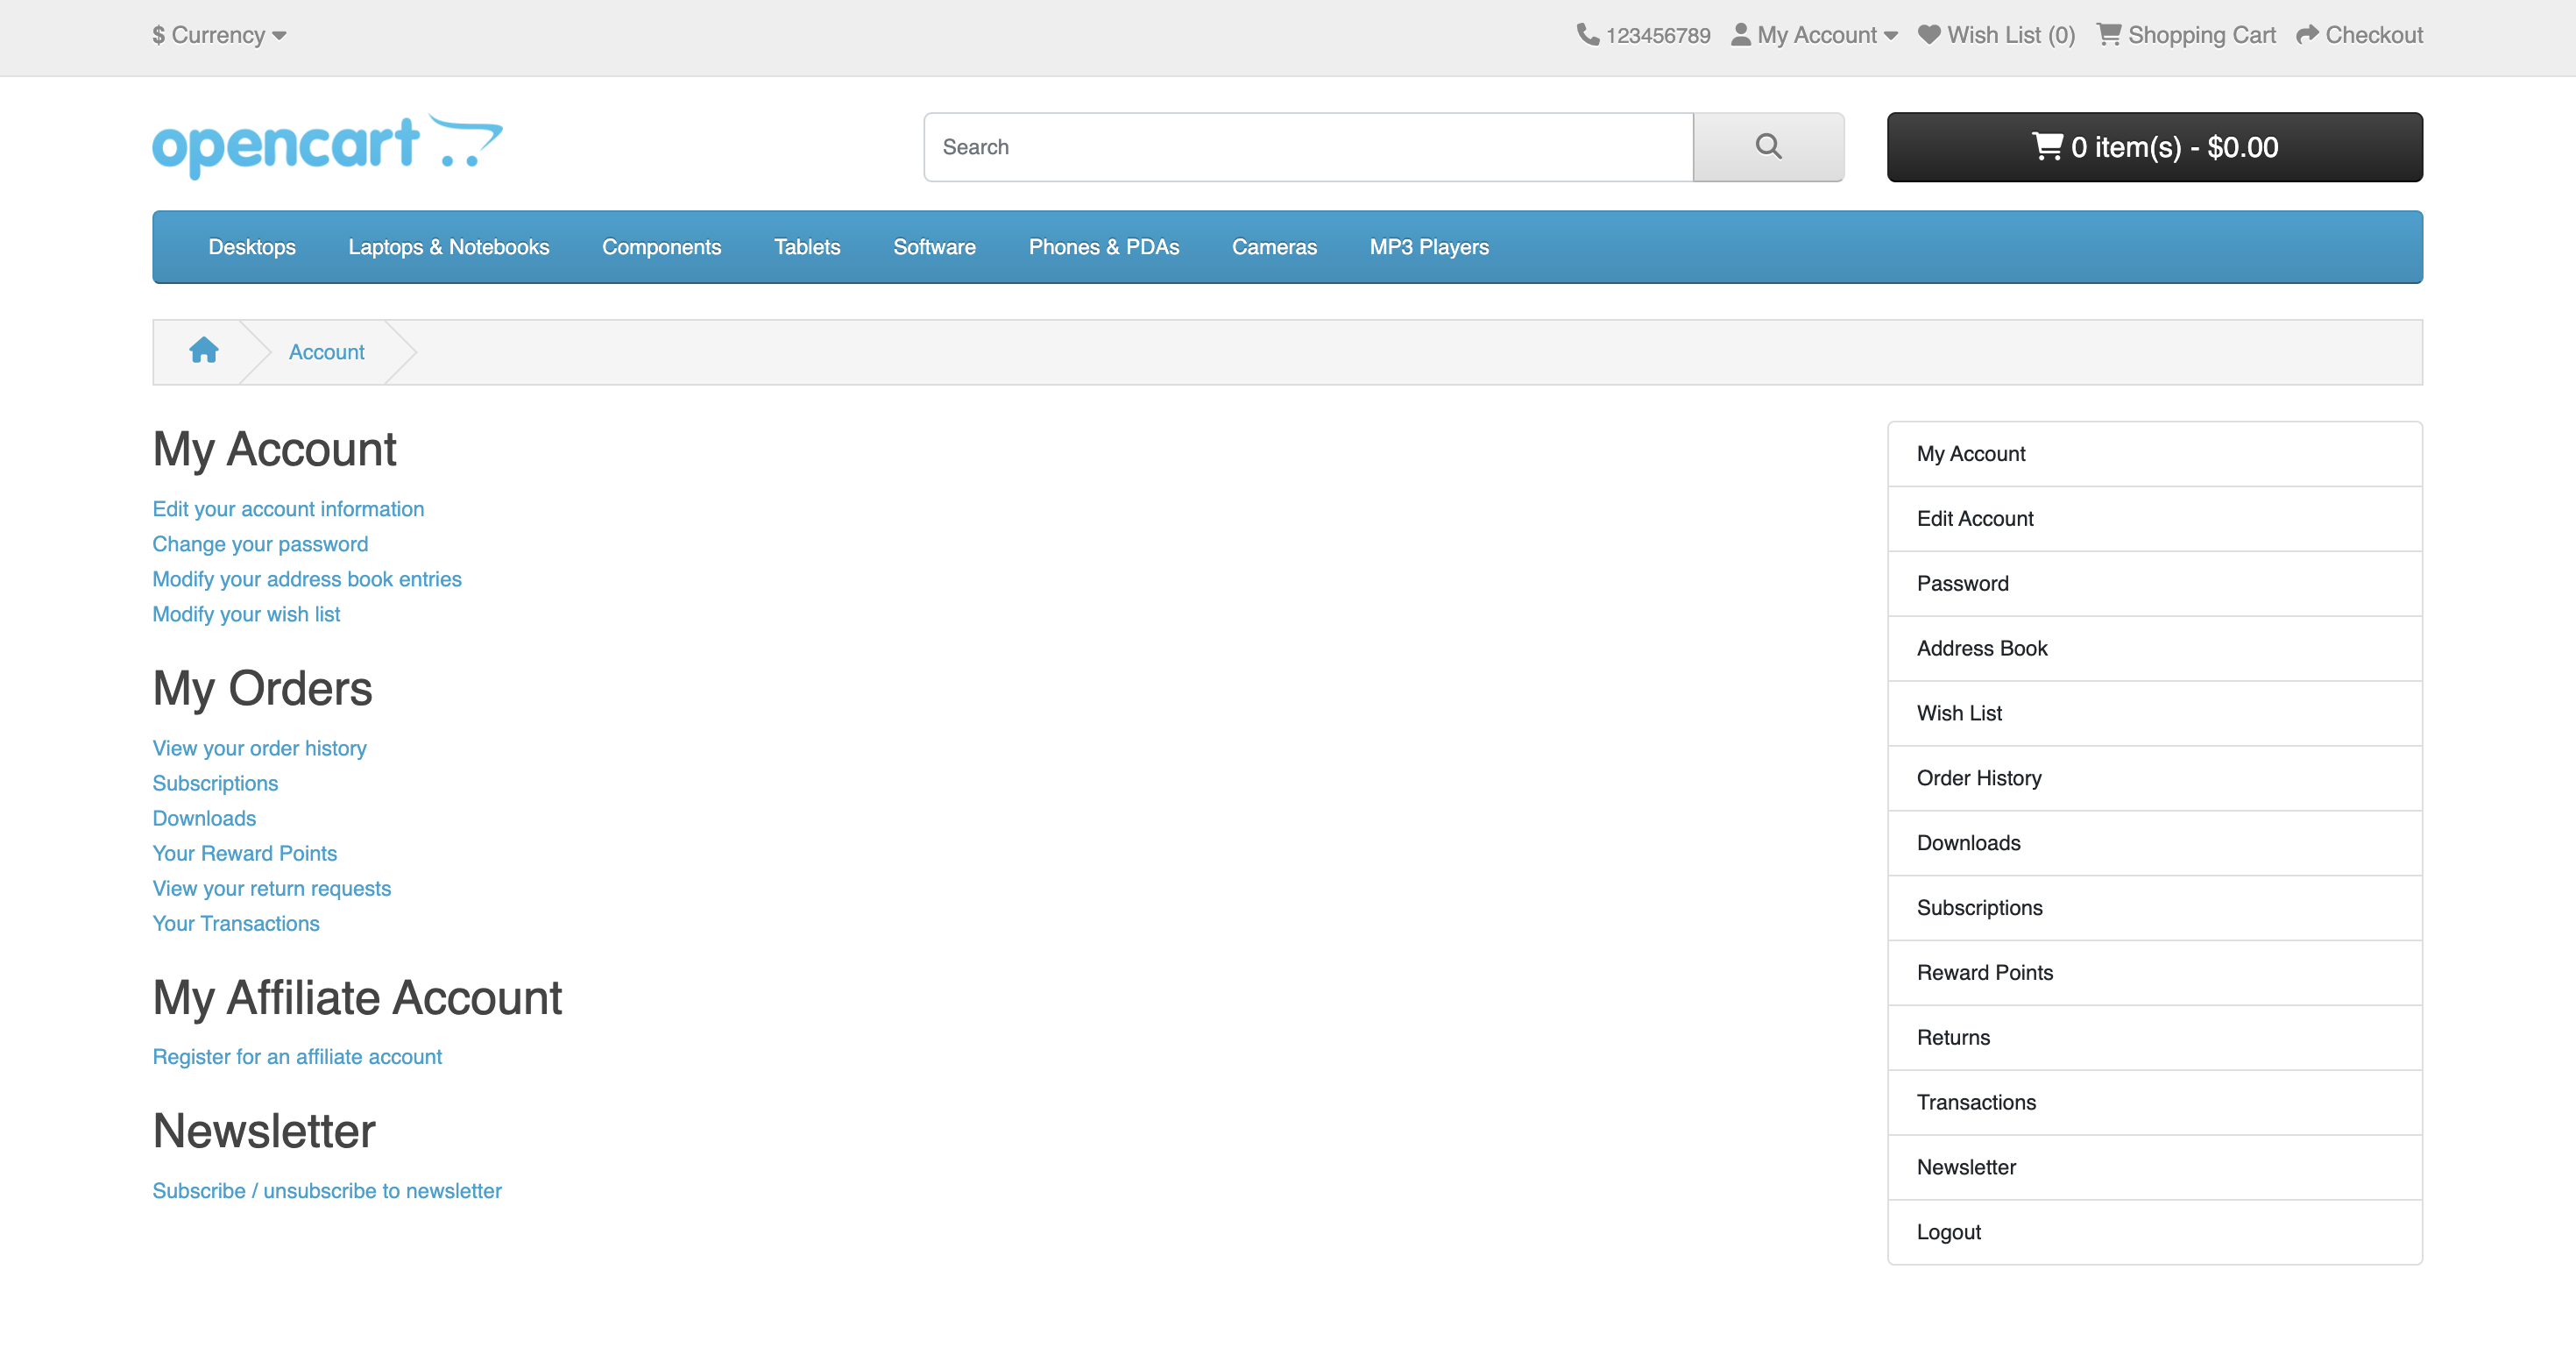 $ Currency
123456789 My Account Wish List (0) Shopping Cart Checkout
opencart
Search
0 item(s) - $0.00
Desktops Laptops & Notebooks Components Tablets Software Phones & PDAs Cameras MP3 Players
Account
My Account
Edit your account information
Change your password
Modify your address book entries
Modify your wish list
My Orders
View your order history
Subscriptions
Downloads
Your Reward Points
View your return requests
Your Transactions
My Affiliate Account
Register for an affiliate account
Newsletter
Subscribe / unsubscribe to newsletter
My Account
Edit Account
Password
Address Book
Wish List
Order History
Downloads
Subscriptions
Reward Points
Returns
Transactions
Newsletter
Logout